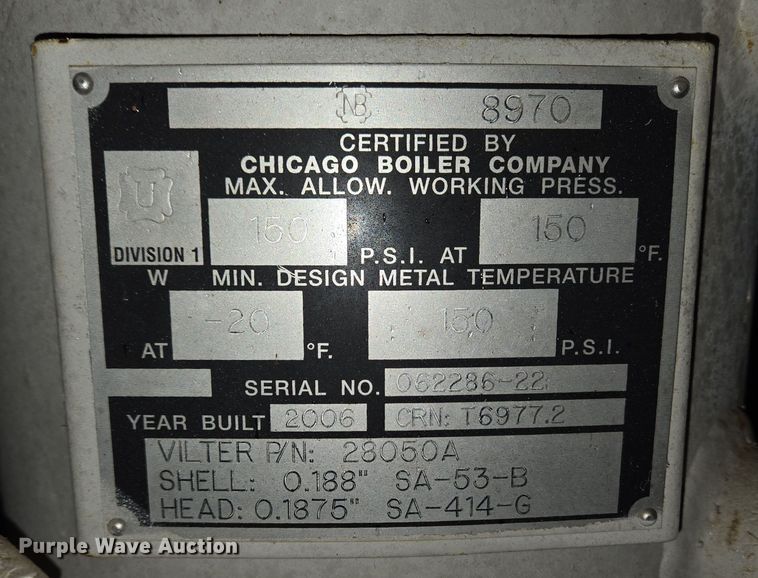 NB 8970
CERTIFIED BY
CHICAGO BOILER COMPANY
MAX. ALLOW. WORKING PRESS.
U
DIVISION 1
150 P.S.I. AT 150 °F.
W MIN. DESIGN METAL TEMPERATURE
AT -20 °F. 150 P.S.I.
SERIAL NO. 062286-22
YEAR BUILT 2006 CRN: T6977.2
VILTER P/N: 28050A
SHELL: 0.188" SA-53-B
HEAD: 0.1875" SA-414-G
Purple Wave Auction